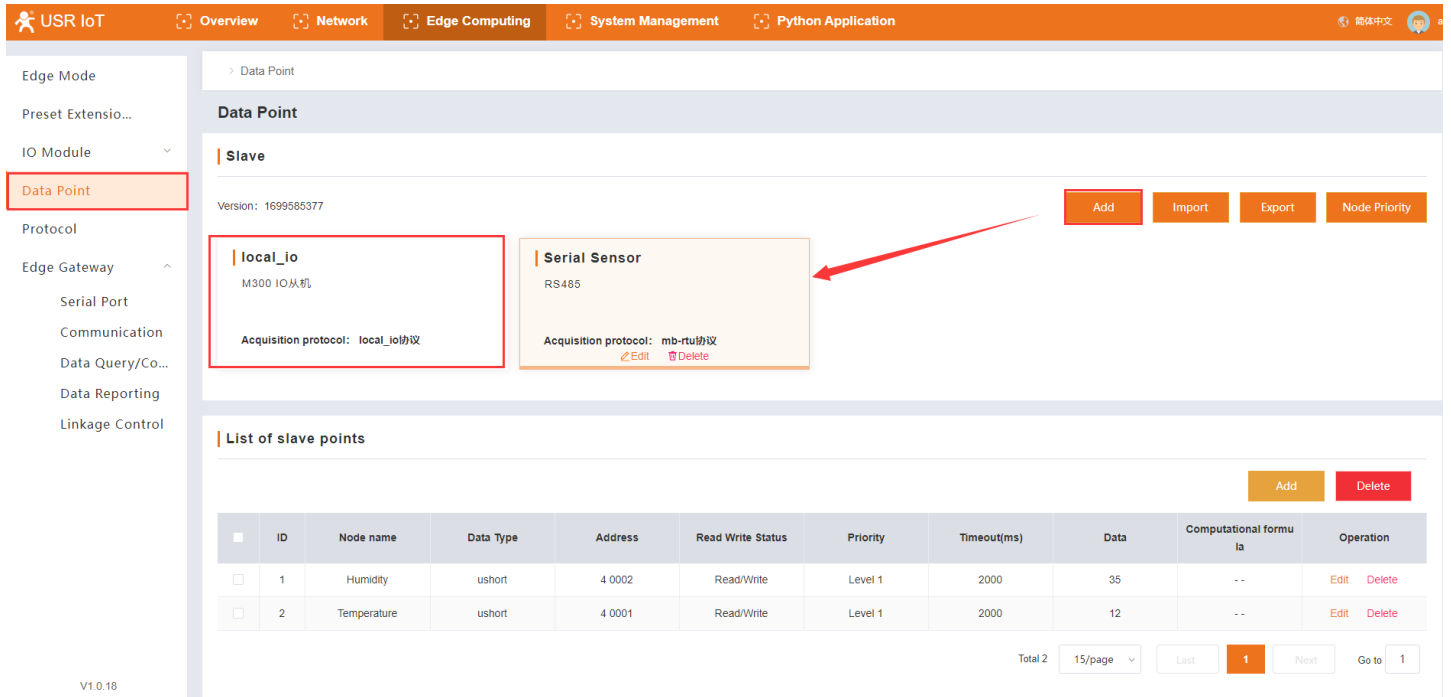 USR IoT Overview Network Edge Computing System Management Python Application 简体中文 a
Edge Mode
Preset Extensio...
IO Module
Data Point
Protocol
Edge Gateway
Serial Port
Communication
Data Query/Co...
Data Reporting
Linkage Control
V1.0.18
> Data Point
Data Point
Slave
Version: 1699585377
Add Import Export Node Priority
local_io
M300 IO从机
Acquisition protocol: local_io协议
Serial Sensor
RS485
Acquisition protocol: mb-rtu协议
Edit Delete
List of slave points
Add Delete
ID Node name Data Type Address Read Write Status Priority Timeout(ms) Data Computational formu
la Operation
1 Humidity ushort 4 0002 Read/Write Level 1 2000 35 - - Edit Delete
2 Temperature ushort 4 0001 Read/Write Level 1 2000 12 - - Edit Delete
Total 2 15/page Last 1 Next Go to 1